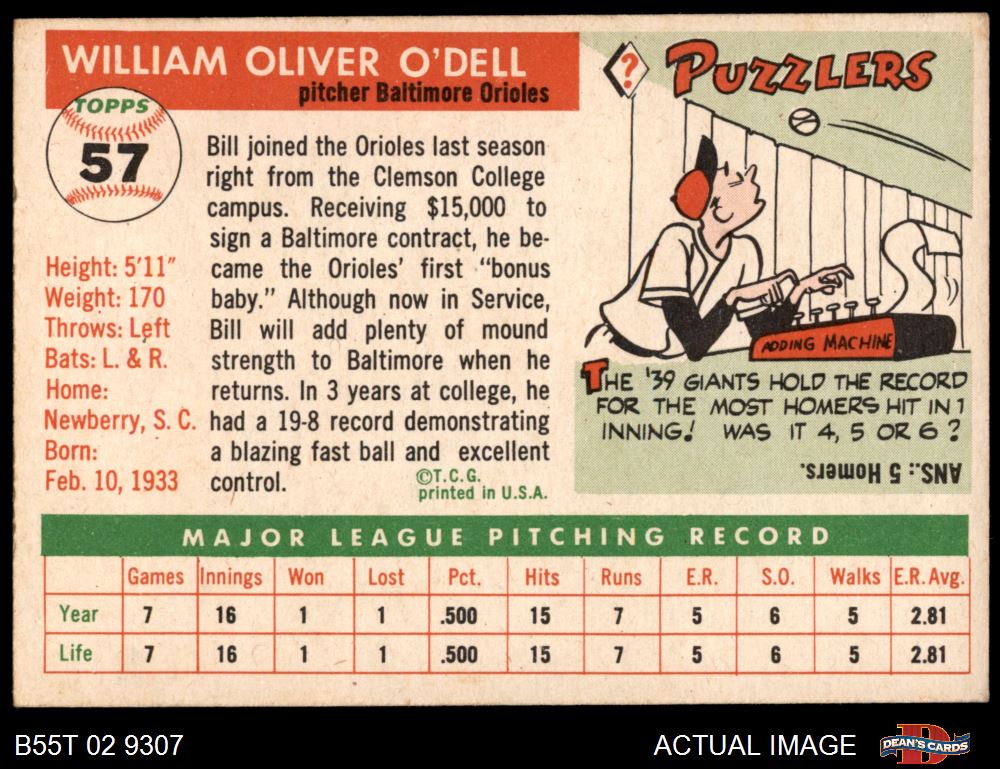 WILLIAM OLIVER O'DELL
pitcher Baltimore Orioles
TOPPS
57
Height: 5'11"
Weight: 170
Throws: Left
Bats: L. & R.
Home:
Newberry, S. C.
Born:
Feb. 10, 1933
Bill joined the Orioles last season
right from the Clemson College
campus. Receiving $15,000 to
sign a Baltimore contract, he be-
came the Orioles' first "bonus
baby." Although now in Service,
Bill will add plenty of mound
strength to Baltimore when he
returns. In 3 years at college, he
had a 19-8 record demonstrating
a blazing fast ball and excellent
control.
©T.C.G.
printed in U.S.A.
? PUZZLERS
ADDING MACHINE
THE '39 GIANTS HOLD THE RECORD
FOR THE MOST HOMERS HIT IN 1
INNING! WAS IT 4, 5 OR 6?
ANS.: 5 Homers.
MAJOR LEAGUE PITCHING RECORD
Games Innings Won Lost Pct. Hits Runs E.R. S.O. Walks E.R. Avg.
Year 7 16 1 1 .500 15 7 5 6 5 2.81
Life 7 16 1 1 .500 15 7 5 6 5 2.81
B55T 02 9307
ACTUAL IMAGE
DEAN'S CARDS